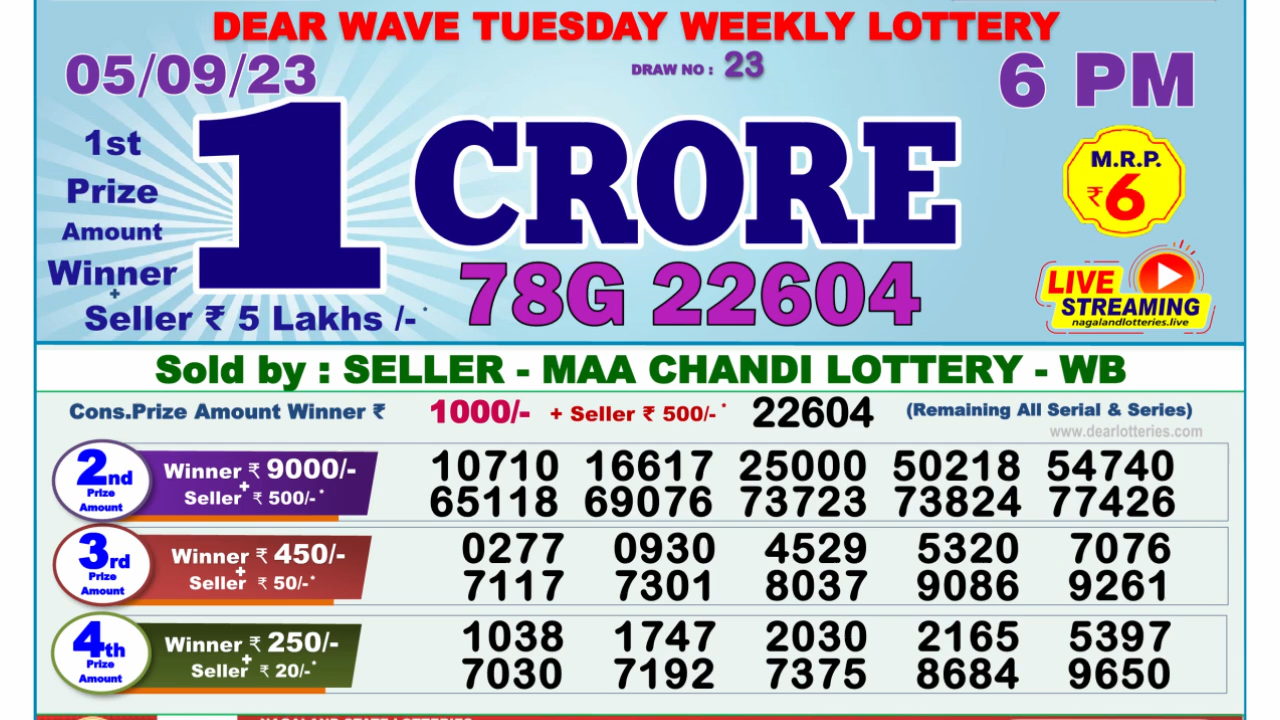 DEAR WAVE TUESDAY WEEKLY LOTTERY
05/09/23
DRAW NO : 23
6 PM
1st
Prize
Amount
Winner
+
Seller ₹ 5 Lakhs /-*
1 CRORE
78G 22604
M.R.P.
₹6
LIVE
STREAMING
nagalandlotteries.live
Sold by : SELLER - MAA CHANDI LOTTERY - WB
Cons.Prize Amount Winner ₹ 1000/- + Seller ₹ 500/-* 22604 (Remaining All Serial & Series)
www.dearlotteries.com
2nd
Prize
Amount
Winner ₹ 9000/-
+
Seller ₹ 500/-*
10710 16617 25000 50218 54740
65118 69076 73723 73824 77426
3rd
Prize
Amount
Winner ₹ 450/-
+
Seller ₹ 50/-*
0277 0930 4529 5320 7076
7117 7301 8037 9086 9261
4th
Prize
Amount
Winner ₹ 250/-
+
Seller ₹ 20/-*
1038 1747 2030 2165 5397
7030 7192 7375 8684 9650
NAGALAND STATE LOTTERIES